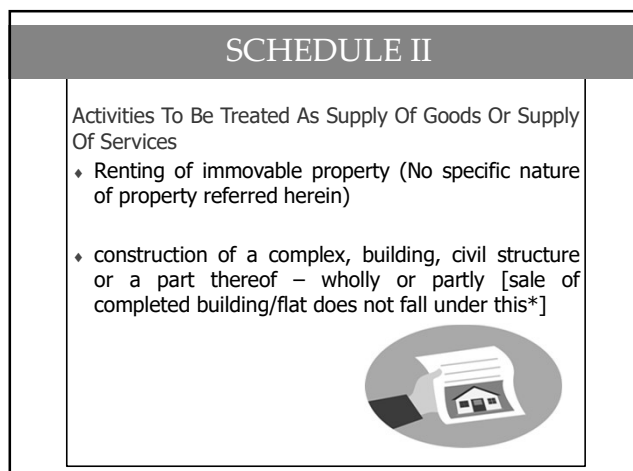 SCHEDULE II
Activities To Be Treated As Supply Of Goods Or Supply
Of Services
♦ Renting of immovable property (No specific nature
of property referred herein)
♦ construction of a complex, building, civil structure
or a part thereof – wholly or partly [sale of
completed building/flat does not fall under this*]